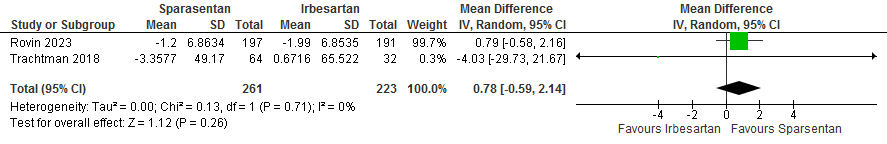 Sparasentan Irbesartan Mean Difference Mean Difference
Study or Subgroup Mean SD Total Mean SD Total Weight IV, Random, 95% CI IV, Random, 95% CI
Rovin 2023 -1.2 6.8634 197 -1.99 6.8535 191 99.7% 0.79 [-0.58, 2.16]
Trachtman 2018 -3.3577 49.17 64 0.6716 65.522 32 0.3% -4.03 [-29.73, 21.67]
Total (95% CI) 261 223 100.0% 0.78 [-0.59, 2.14]
Heterogeneity: Tau² = 0.00; Chi² = 0.13, df = 1 (P = 0.71); I² = 0%
Test for overall effect: Z = 1.12 (P = 0.26)
-4 -2 0 2 4
Favours Irbesartan Favours Sparsentan